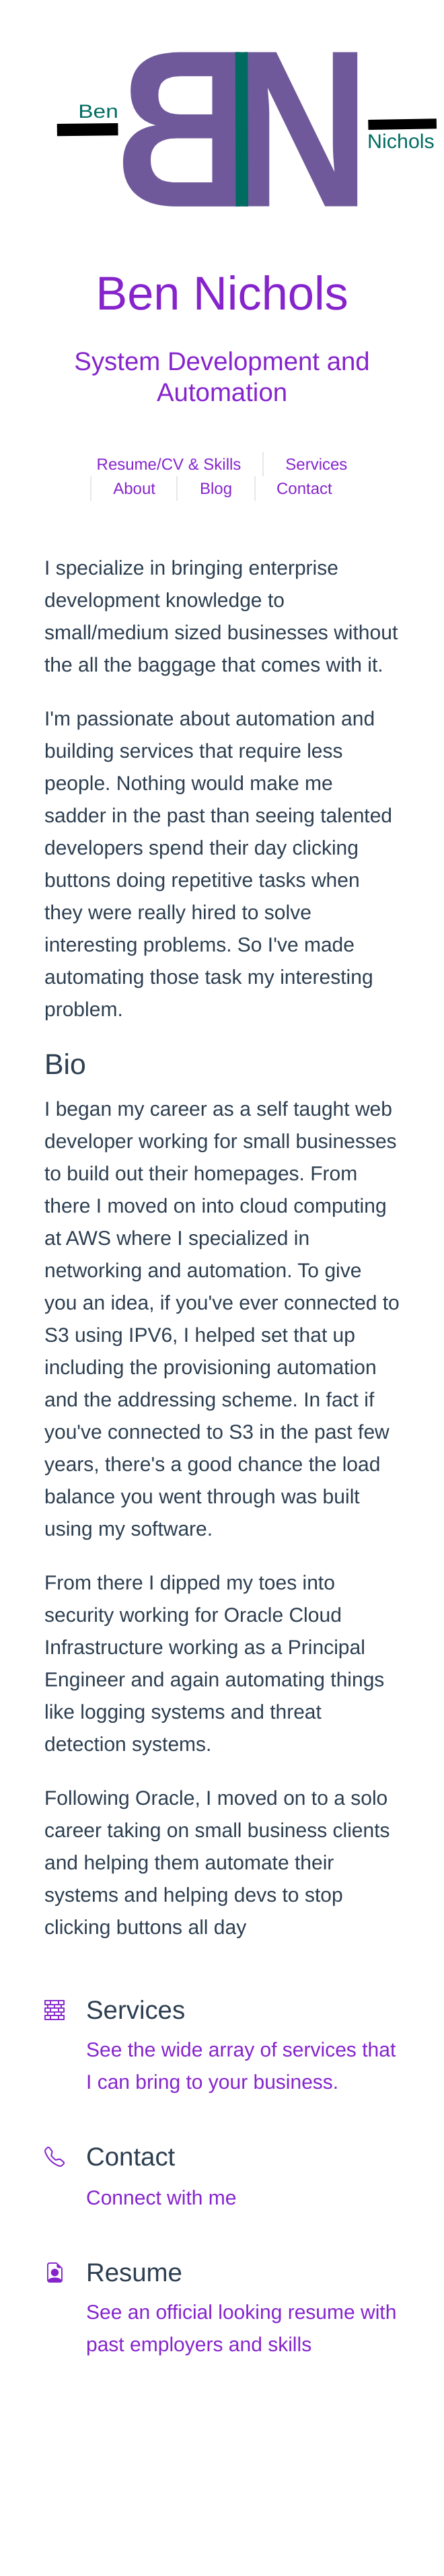 Ben
BN
Nichols
Ben Nichols
System Development and
Automation
Resume/CV & Skills
Services
About
Blog
Contact
I specialize in bringing enterprise
development knowledge to
small/medium sized businesses without
the all the baggage that comes with it.
I'm passionate about automation and
building services that require less
people. Nothing would make me
sadder in the past than seeing talented
developers spend their day clicking
buttons doing repetitive tasks when
they were really hired to solve
interesting problems. So I've made
automating those task my interesting
problem.
Bio
I began my career as a self taught web
developer working for small businesses
to build out their homepages. From
there I moved on into cloud computing
at AWS where I specialized in
networking and automation. To give
you an idea, if you've ever connected to
S3 using IPV6, I helped set that up
including the provisioning automation
and the addressing scheme. In fact if
you've connected to S3 in the past few
years, there's a good chance the load
balance you went through was built
using my software.
From there I dipped my toes into
security working for Oracle Cloud
Infrastructure working as a Principal
Engineer and again automating things
like logging systems and threat
detection systems.
Following Oracle, I moved on to a solo
career taking on small business clients
and helping them automate their
systems and helping devs to stop
clicking buttons all day
Services
See the wide array of services that
I can bring to your business.
Contact
Connect with me
Resume
See an official looking resume with
past employers and skills